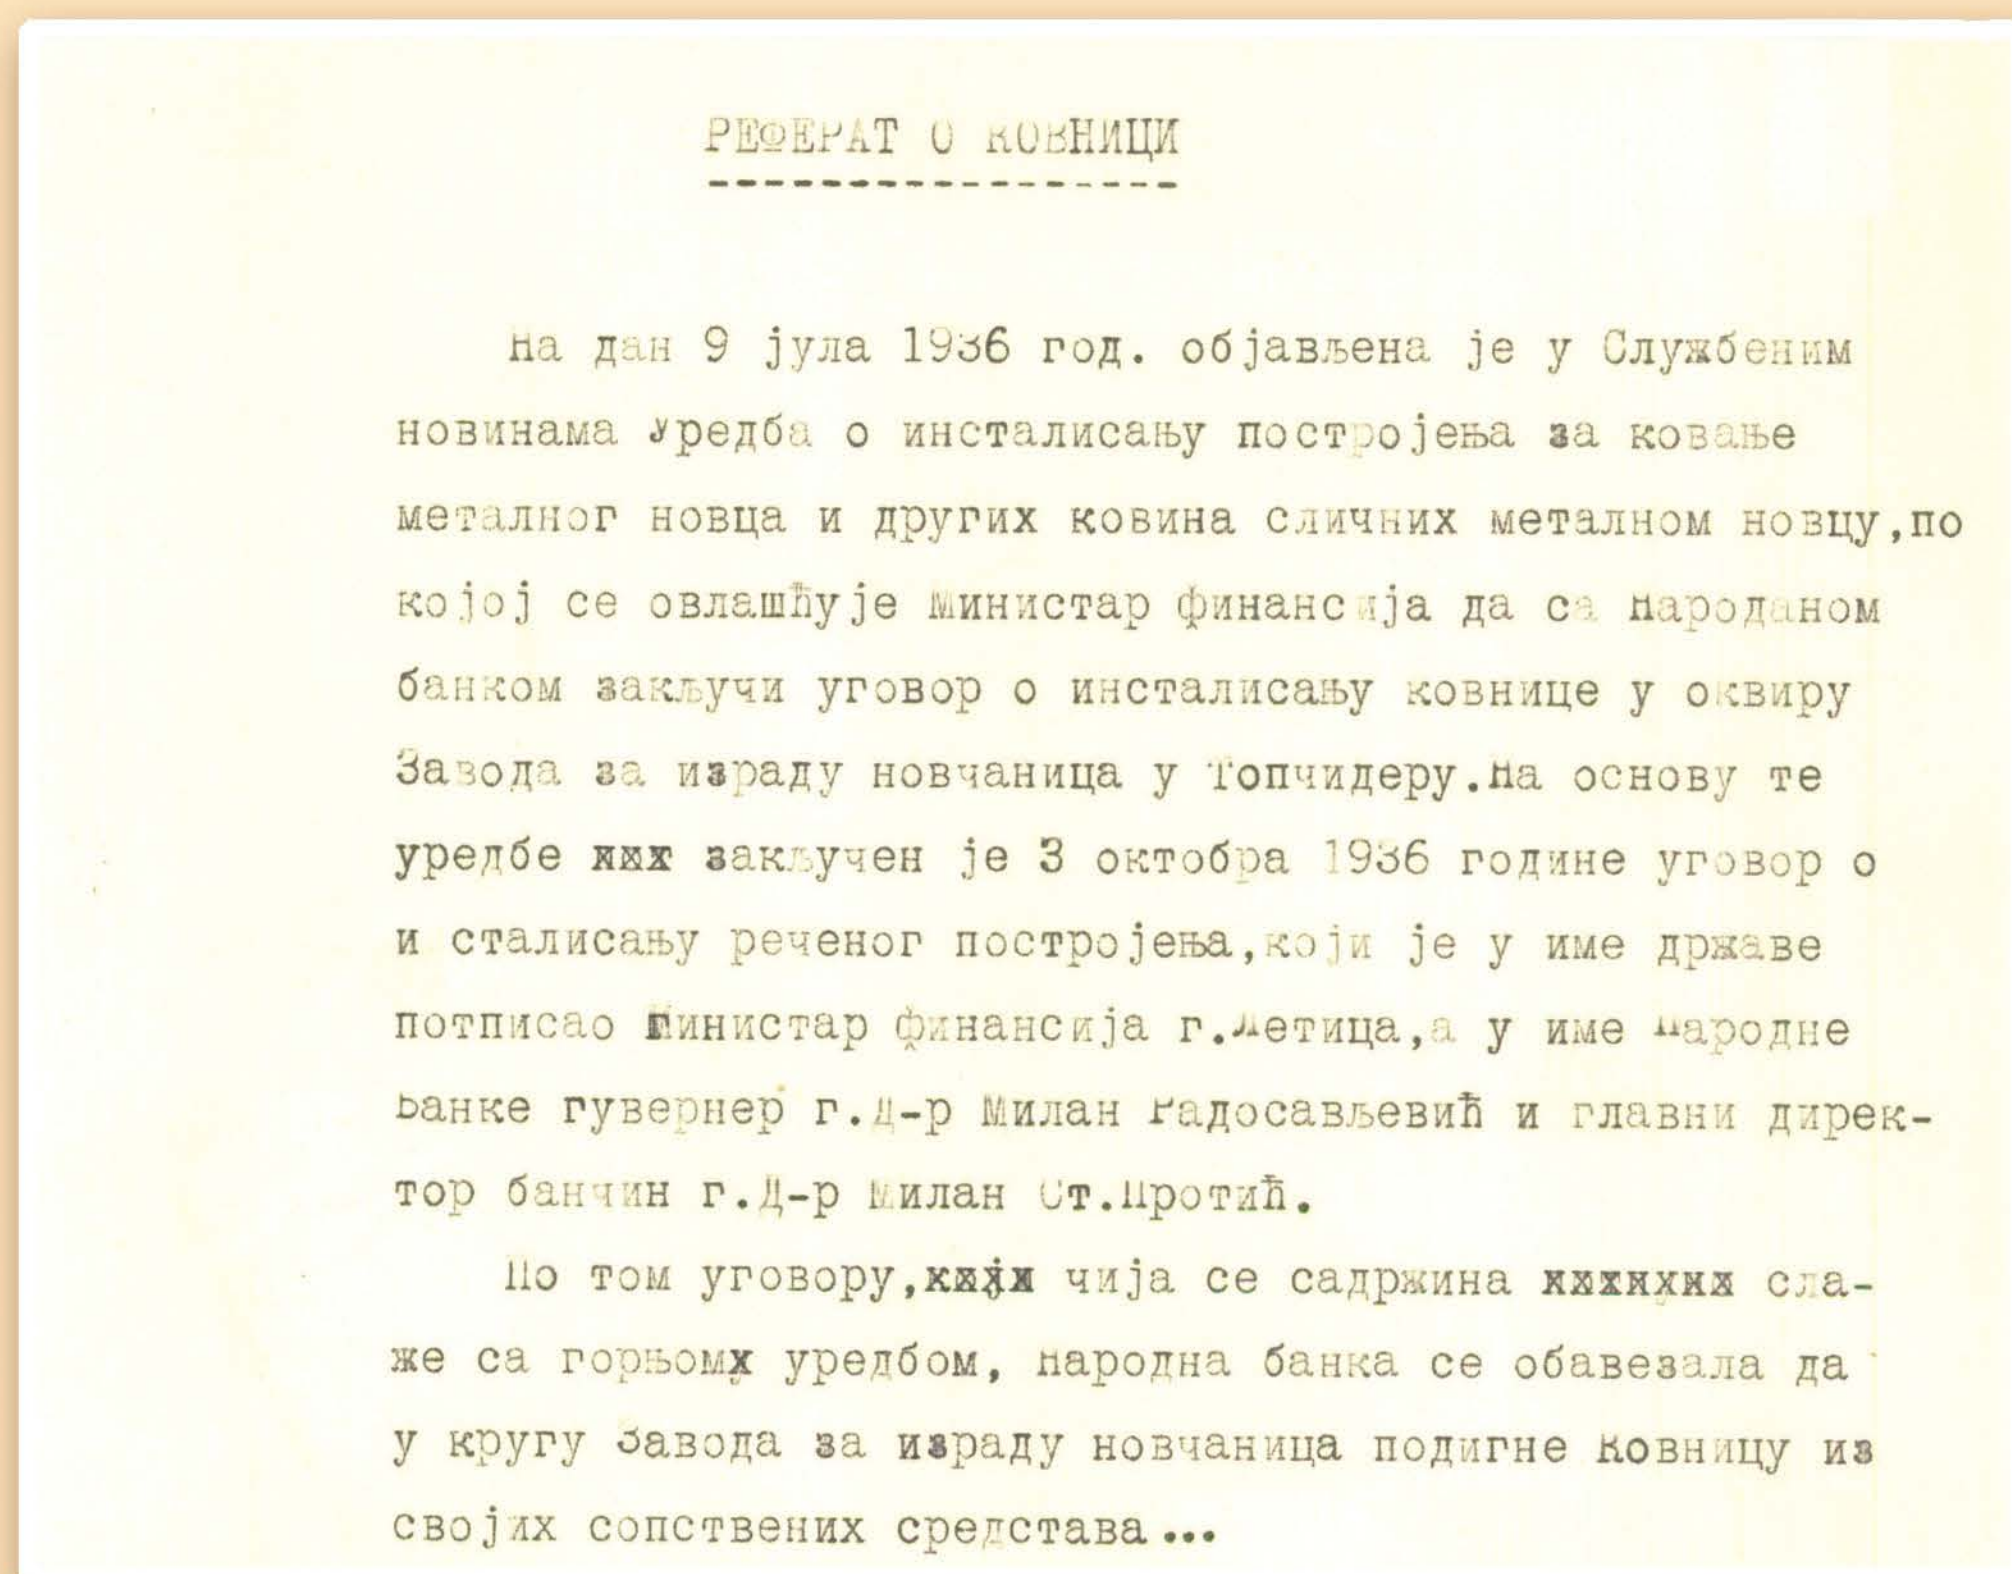 РЕФЕРАТ О КОВНИЦИ
На дан 9 јула 1936 год. објављена је у Службеним
новинама Уредба о инсталисању постројења за ковање
металног новца и других ковина сличних металном новцу,по
којој се овлашћује Министар финансија да са Народаном
банком закључи уговор о инсталисању ковнице у оквиру
Завода за израду новчаница у Топчидеру.На основу те
уредбе закључен је 3 октобра 1936 године уговор о
и сталисању реченог постројења,који је у име државе
потписао Министар финансија г.Летица,а у име Народне
Банке гувернер г.Д-р Милан Радосављевић и главни дирек-
тор банчин г.Д-р Милан Ст.Протић.
По том уговору, чија се садржина сла-
же са горњом уредбом, Народна банка се обавезала да
у кругу Завода за израду новчаница подигне Ковницу из
својих сопствених средстава...